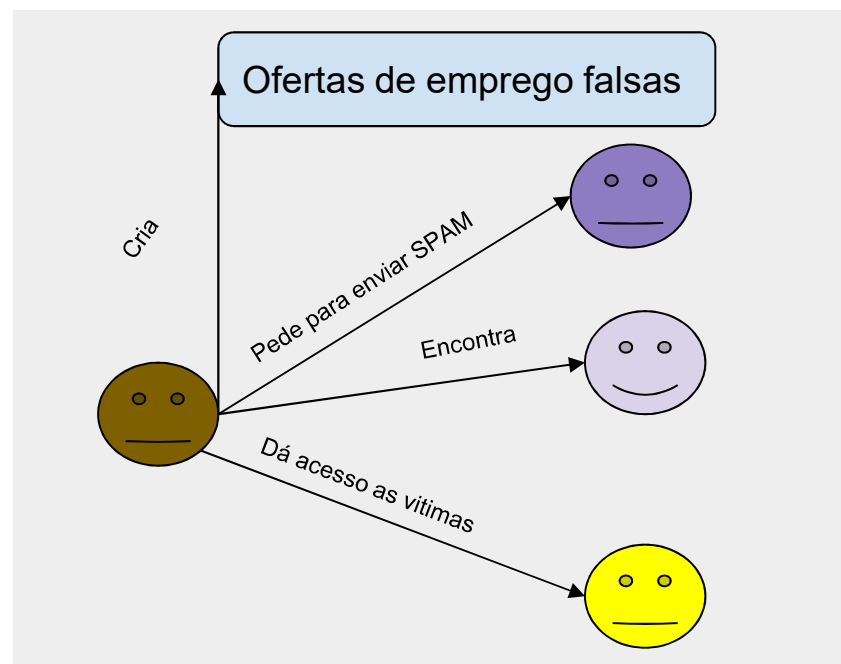 Ofertas de emprego falsas
Cria
Pede para enviar SPAM
Encontra
Dá acesso as vitimas